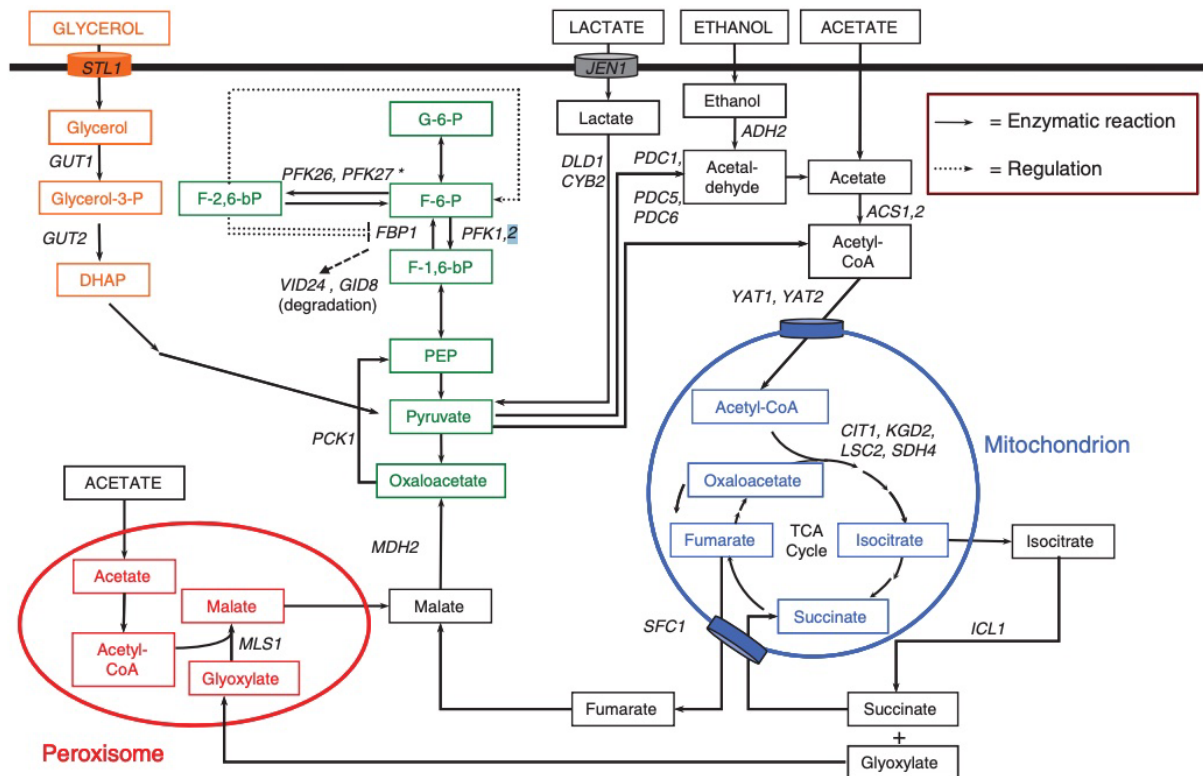 GLYCEROL
LACTATE
ETHANOL
ACETATE
STL1
JEN1
Glycerol
GUT1
Glycerol-3-P
GUT2
DHAP
G-6-P
PFK26, PFK27 *
F-2,6-bP
F-6-P
FBP1
PFK1,2
F-1,6-bP
VID24 , GID8
(degradation)
PEP
Pyruvate
PCK1
Oxaloacetate
MDH2
Lactate
DLD1
CYB2
Ethanol
ADH2
PDC1,
PDC5,
PDC6
Acetal-
dehyde
Acetate
ACS1,2
Acetyl-
CoA
YAT1, YAT2
= Enzymatic reaction
= Regulation
Acetyl-CoA
CIT1, KGD2,
LSC2, SDH4
Mitochondrion
Oxaloacetate
Fumarate
TCA
Cycle
Isocitrate
Isocitrate
Succinate
SFC1
ICL1
ACETATE
Acetate
Malate
Acetyl-
CoA
MLS1
Glyoxylate
Peroxisome
Malate
Fumarate
Succinate
+
Glyoxylate